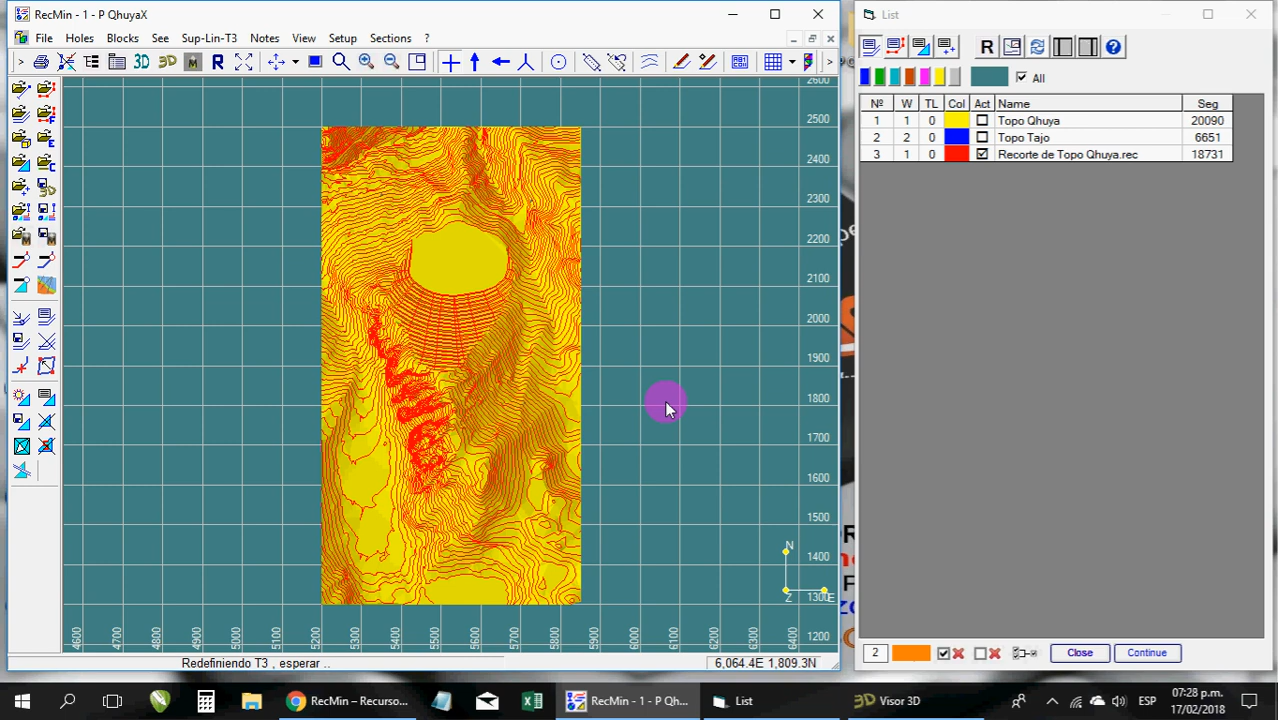 RecMin - 1 - P QhuyaX
File Holes Blocks See Sup-Lin-T3 Notes View Setup Sections ?
3D 3D M R
2600
2500
2400
2300
2200
2100
2000
1900
1800
1700
1600
1500
1400
1300
1200
N
Z E
4600 4700 4800 4900 5000 5100 5200 5300 5400 5500 5600 5700 5800 5900 6000 6100 6200 6300 6400
Redefiniendo T3 , esperar .. 6,064.4E 1,809.3N
List
R
All
Nº W TL Col Act Name Seg
1 1 0 Topo Qhuya 20090
2 2 0 Topo Tajo 6651
3 1 0 Recorte de Topo Qhuya.rec 18731
2 Close Continue
RecMin – Recurso... RecMin - 1 - P Qh... List 3D Visor 3D ESP 07:28 p.m.
17/02/2018